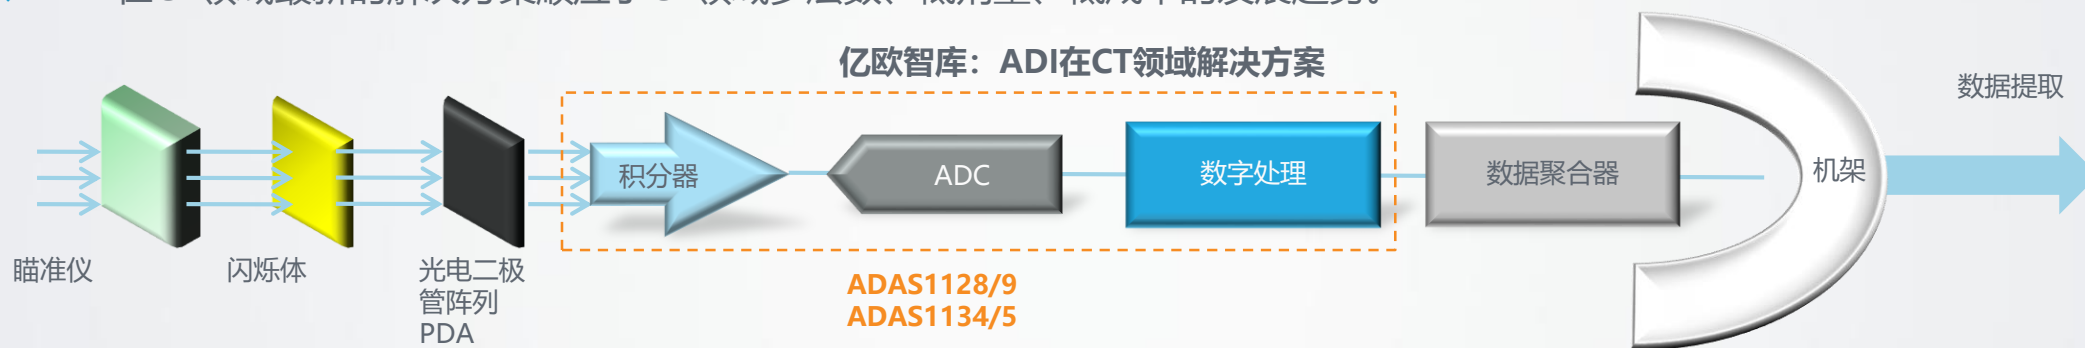 亿欧智库：ADI在CT领域解决方案
数据提取
积分器
ADC
数字处理
数据聚合器
机架
瞄准仪
闪烁体
光电二极
管阵列
PDA
ADAS1128/9
ADAS1134/5